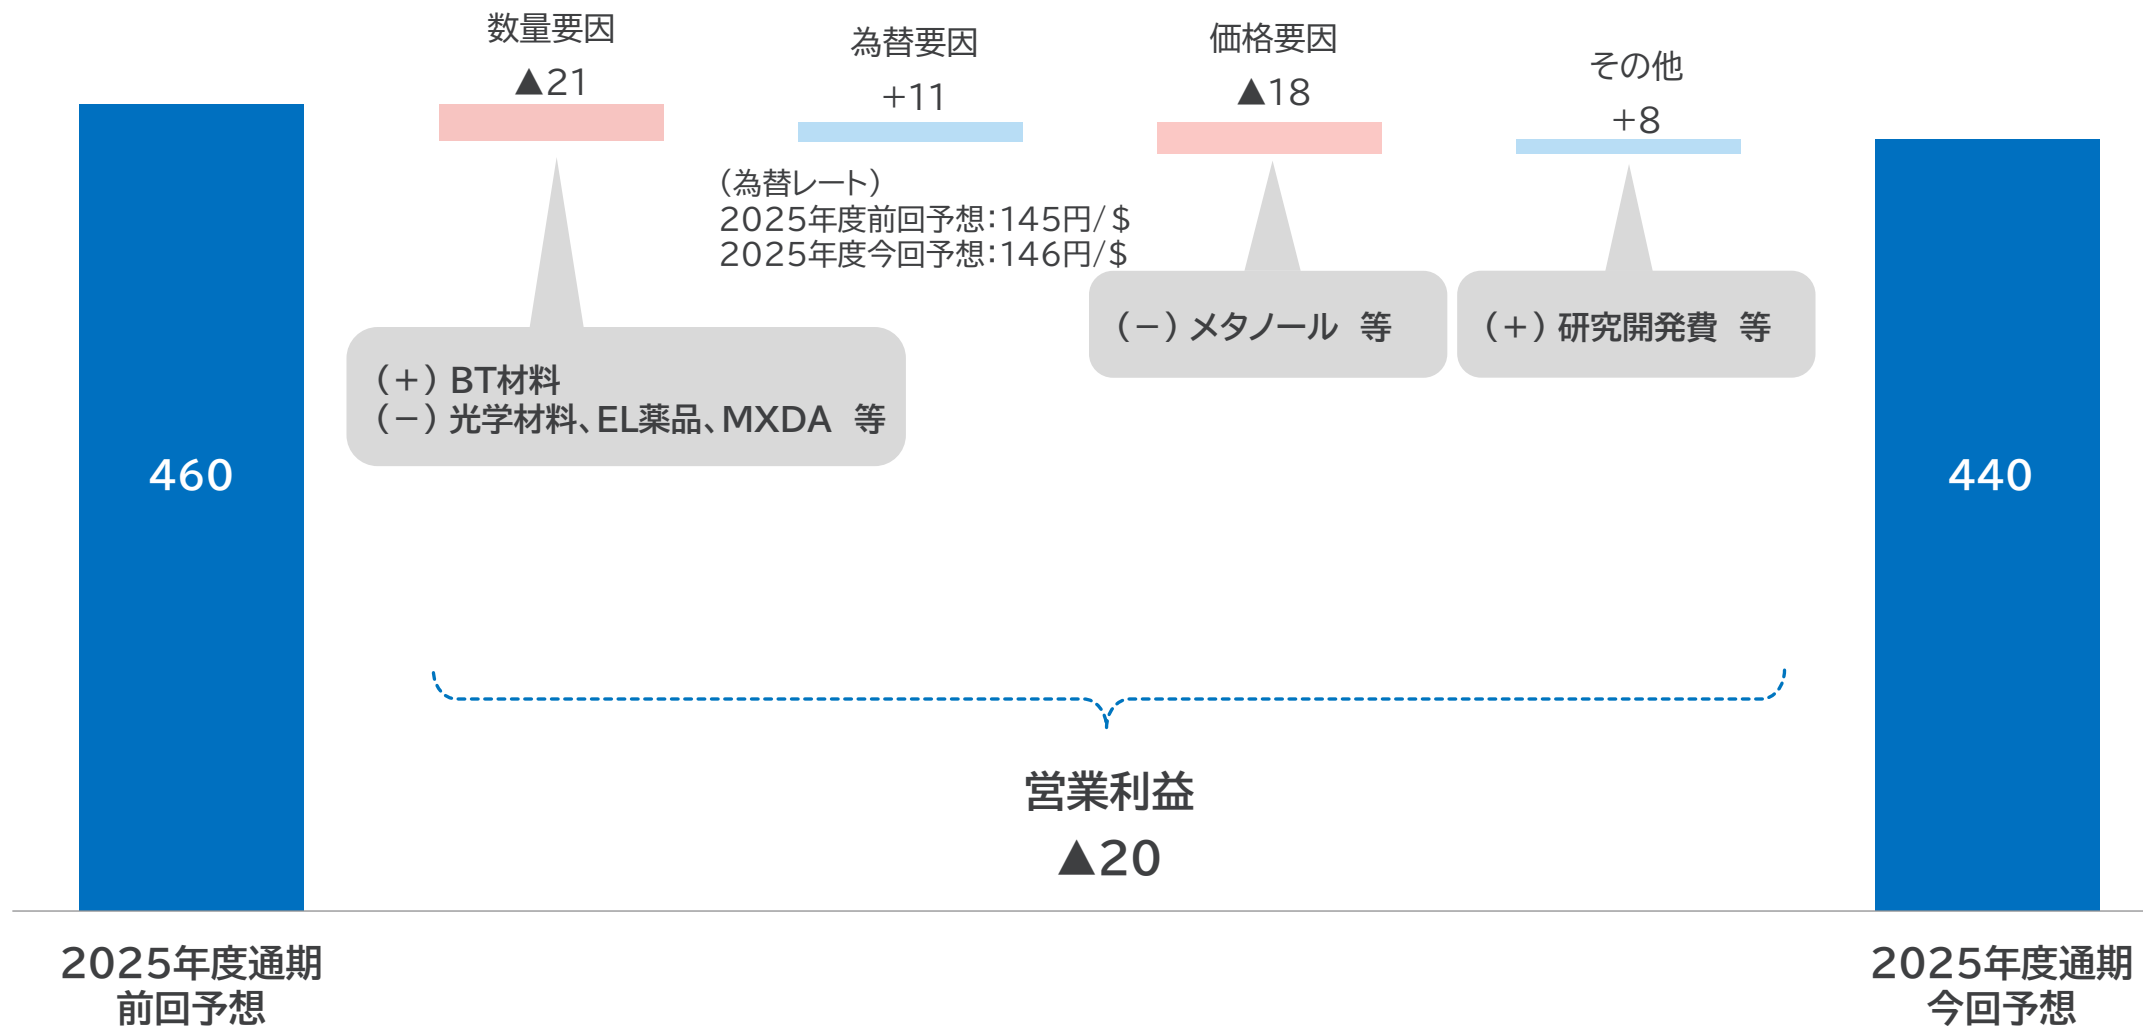 数量要因
▲21
為替要因
+11
価格要因
▲18
その他
+8
(為替レート)
2025年度前回予想:145円/$
2025年度今回予想:146円/$
(+) BT材料
(-) 光学材料、EL薬品、MXDA 等
(-) メタノール 等
(+) 研究開発費 等
460
440
営業利益
▲20
2025年度通期
前回予想
2025年度通期
今回予想